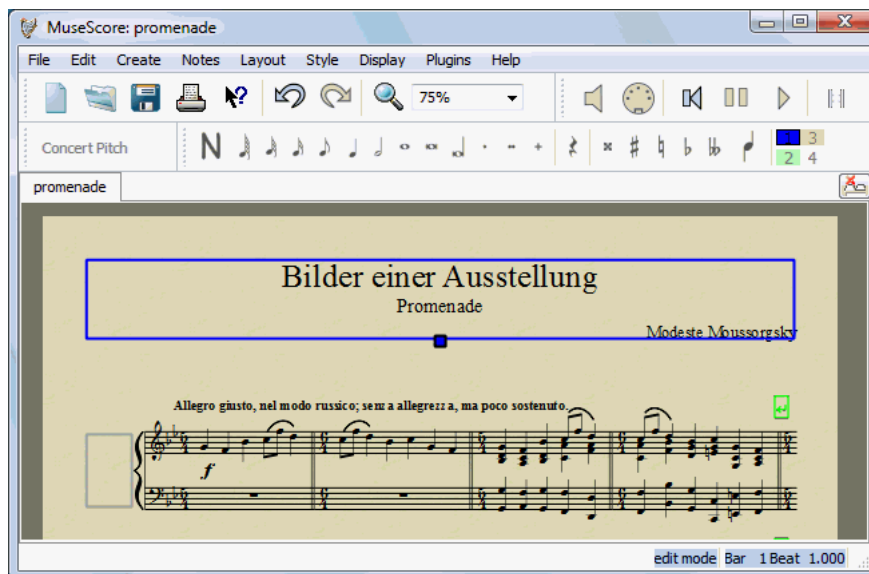 MuseScore: promenade
File Edit Create Notes Layout Style Display Plugins Help
75%
Concert Pitch N 1 3
2 4
promenade
Bilder einer Ausstellung
Promenade
Modeste Moussorgsky
Allegro giusto, nel modo russico; senza allegrezza, ma poco sostenuto.
f
edit mode Bar 1 Beat 1.000